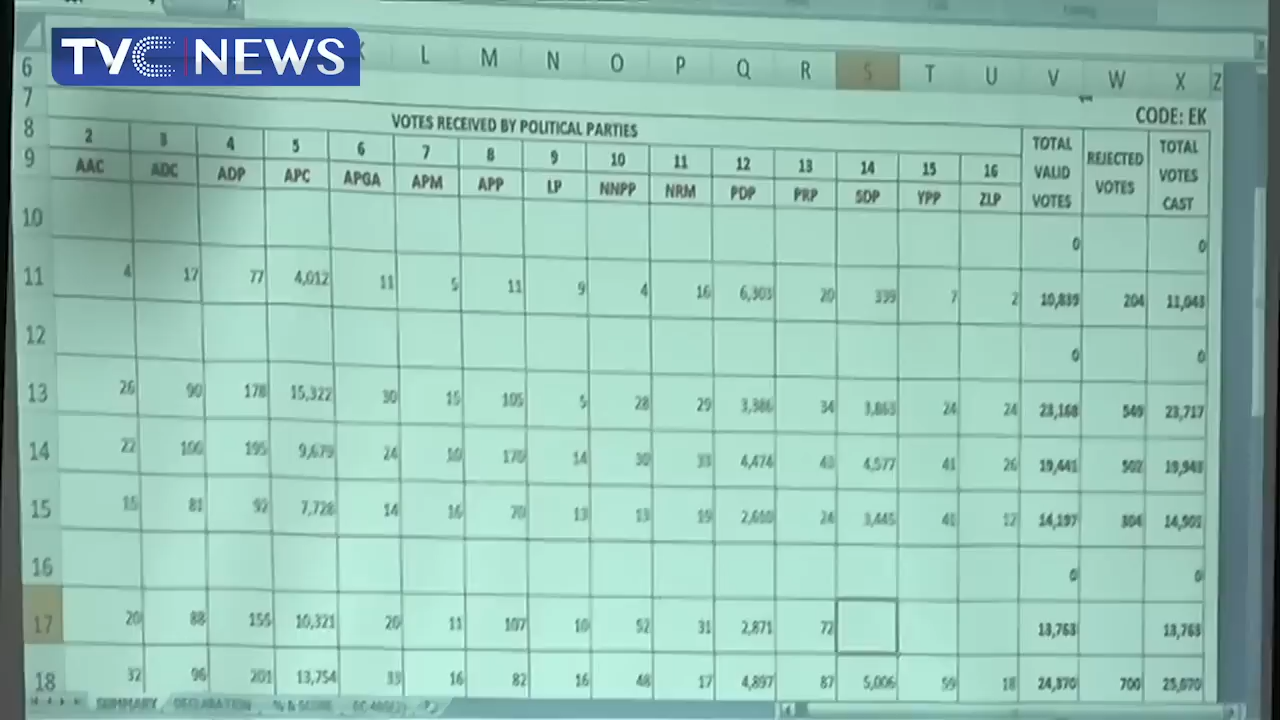 TVC NEWS
L M N O P Q R S T U V W X Z
6
7
CODE: EK
8 VOTES RECEIVED BY POLITICAL PARTIES
2 3 4 5 6 7 8 9 10 11 12 13 14 15 16 TOTAL VALID VOTES REJECTED VOTES TOTAL VOTES CAST
9 AAC ADC ADP APC APGA APM APP LP NNPP NRM PDP PRP SDP YPP ZLP
10 0 0
11 4 17 77 4,012 11 5 11 9 4 16 6,303 20 339 7 2 10,839 204 11,043
12 0 0
13 26 90 178 15,322 30 15 105 5 28 29 3,386 34 3,863 24 24 23,168 549 23,717
14 22 100 195 9,679 24 10 170 14 30 33 4,474 43 4,577 41 26 19,441 502 19,943
15 15 81 92 7,728 14 16 70 13 13 19 2,610 24 3,445 41 12 14,197 304 14,501
16 0 0
17 20 88 156 10,321 20 11 107 10 52 31 2,871 72 13,763 13,763
18 32 96 201 13,754 33 16 82 16 48 17 4,897 87 5,006 59 18 24,370 700 25,070
SUMMARY DECLARATION